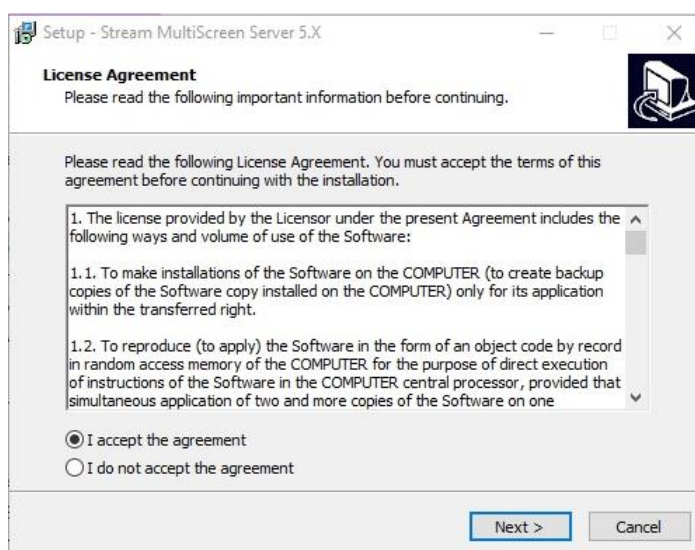 Setup - Stream MultiScreen Server 5.X
License Agreement
Please read the following important information before continuing.
Please read the following License Agreement. You must accept the terms of this
agreement before continuing with the installation.
1. The license provided by the Licensor under the present Agreement includes the
following ways and volume of use of the Software:
1.1. To make installations of the Software on the COMPUTER (to create backup
copies of the Software copy installed on the COMPUTER) only for its application
within the transferred right.
1.2. To reproduce (to apply) the Software in the form of an object code by record
in random access memory of the COMPUTER for the purpose of direct execution
of instructions of the Software in the COMPUTER central processor, provided that
simultaneous application of two and more copies of the Software on one
I accept the agreement
I do not accept the agreement
Next >
Cancel